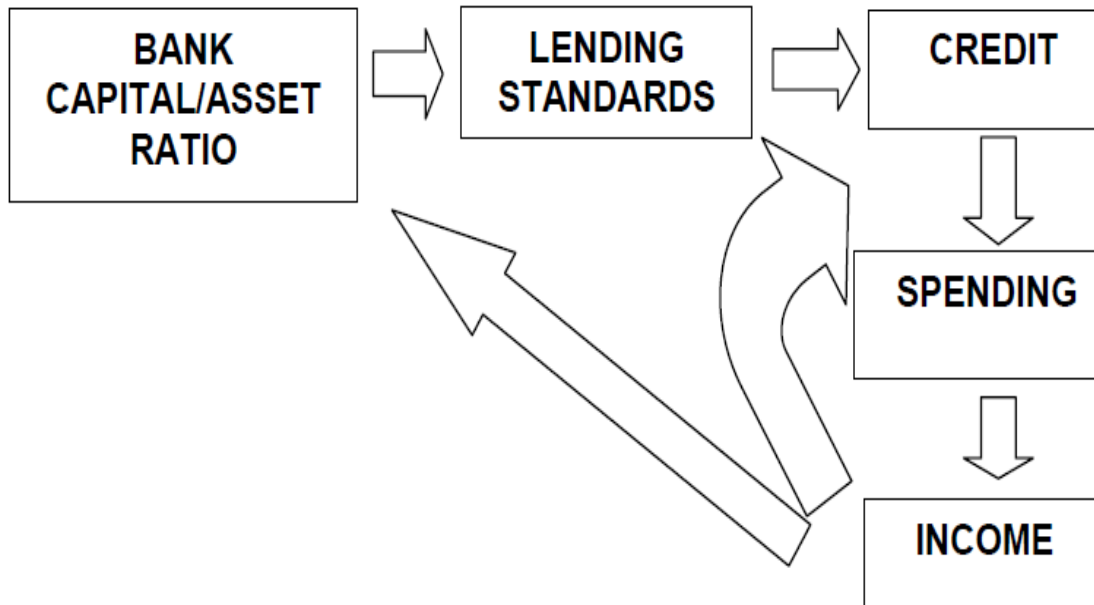 BANK
CAPITAL/ASSET
RATIO
LENDING
STANDARDS
CREDIT
SPENDING
INCOME